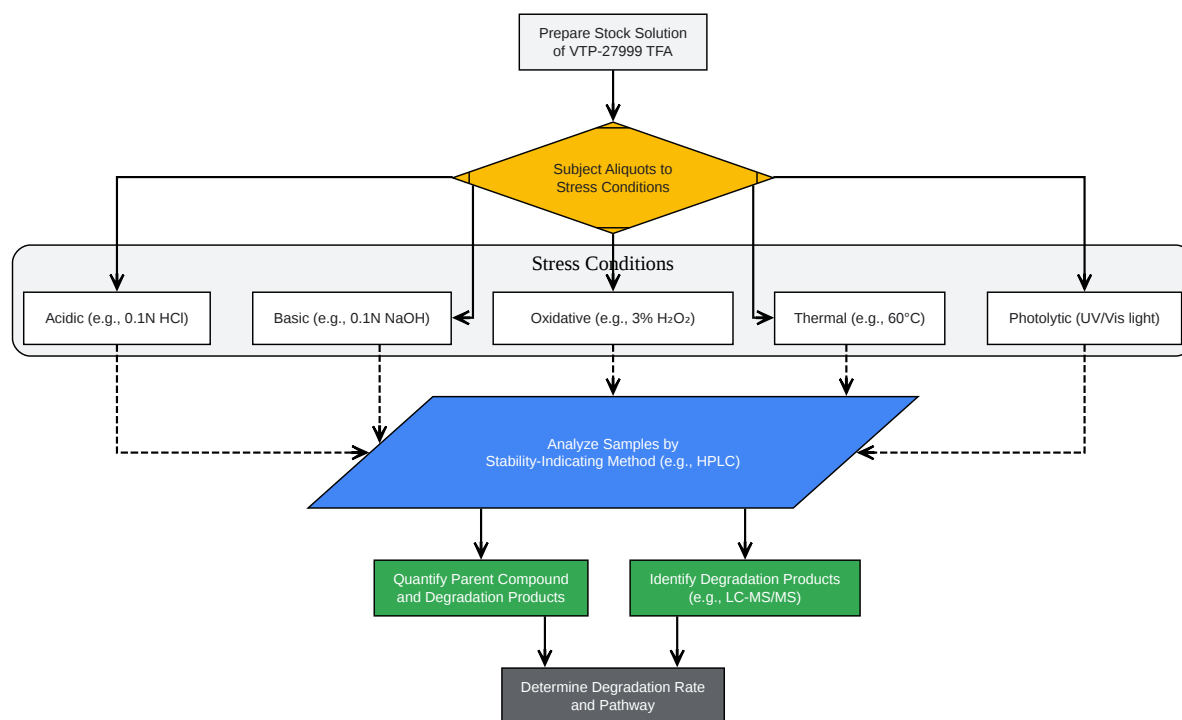 Prepare Stock Solution
of VTP-27999 TFA
Subject Aliquots to
Stress Conditions
Stress Conditions
Acidic (e.g., 0.1N HCl)
Basic (e.g., 0.1N NaOH)
Oxidative (e.g., 3% H₂O₂)
Thermal (e.g., 60°C)
Photolytic (UV/Vis light)
Analyze Samples by
Stability-Indicating Method (e.g., HPLC)
Quantify Parent Compound
and Degradation Products
Identify Degradation Products
(e.g., LC-MS/MS)
Determine Degradation Rate
and Pathway